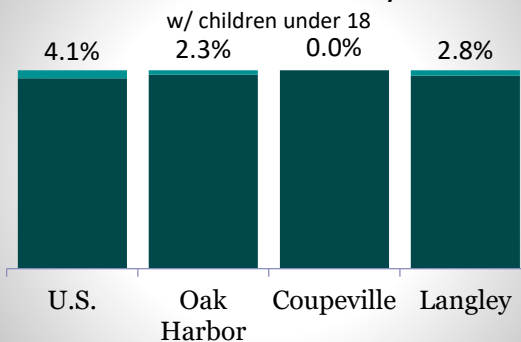 w/ children under 18
4.1% 2.3% 0.0% 2.8%
U.S. Oak Harbor Coupeville Langley